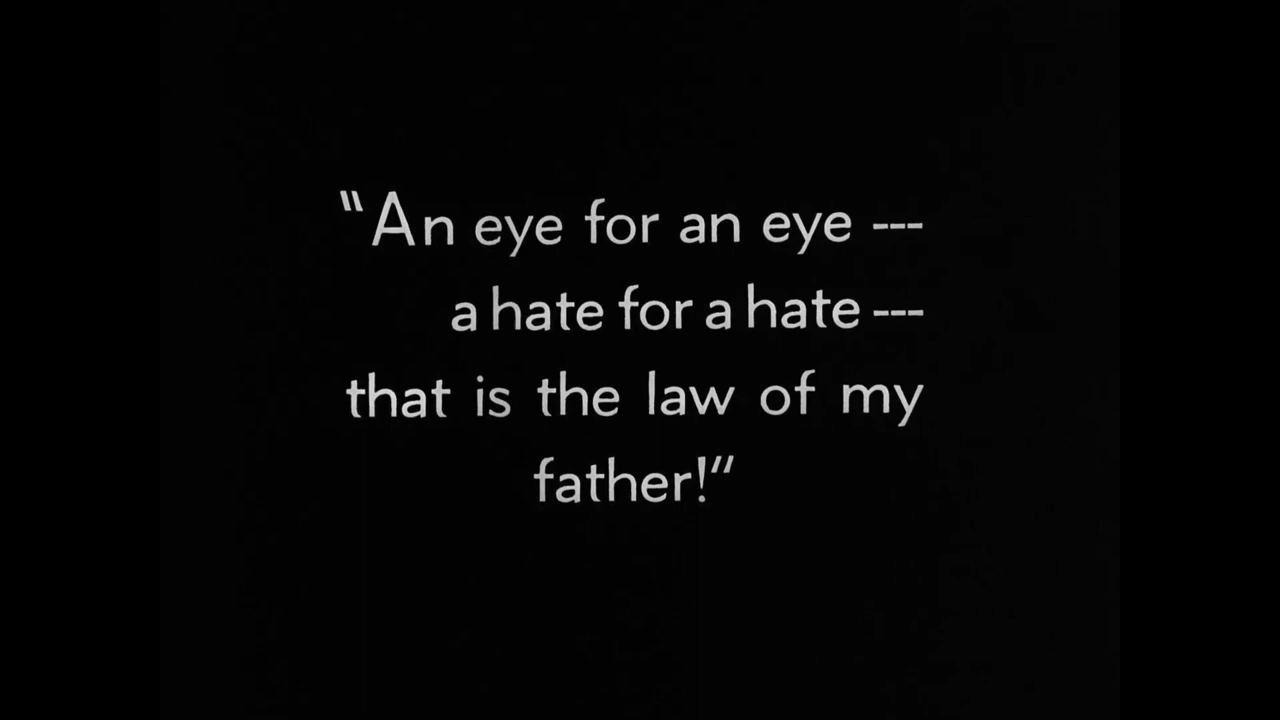 "An eye for an eye ---
a hate for a hate ---
that is the law of my
father!"